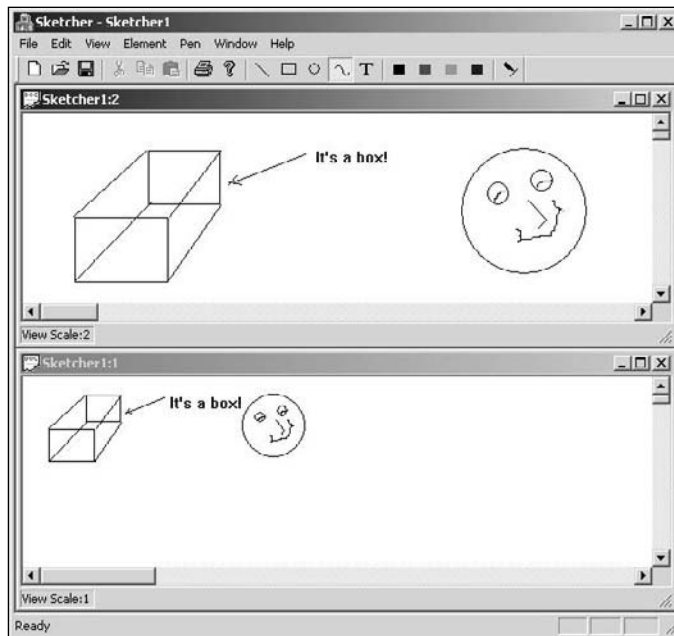 Sketcher - Sketcher1
File Edit View Element Pen Window Help
T
Sketcher1:2
It's a box!
View Scale:2
Sketcher1:1
It's a box!
View Scale:1
Ready